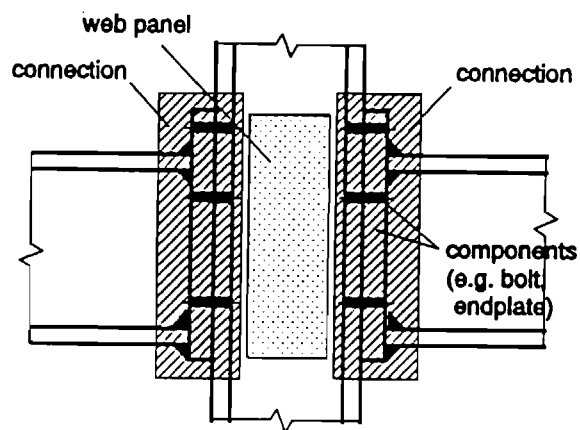 web panel
connection
connection
components
(e.g. bolt,
endplate)